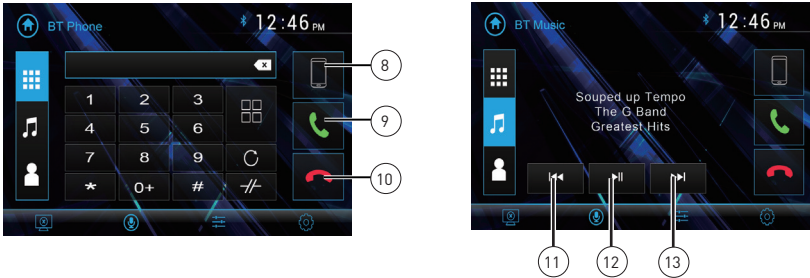 BT Phone
12:46 PM
1 2 3
4 5 6
7 8 9 C
* 0+ #
8
9
10
BT Music
12:46 PM
Souped up Tempo
The G Band
Greatest Hits
11
12
13